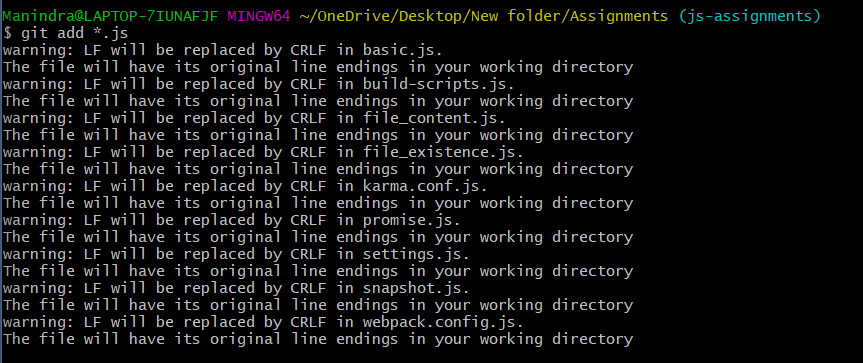 Manindra@LAPTOP-7IUNAFJF MINGW64 ~/OneDrive/Desktop/New folder/Assignments (js-assignments)
$ git add *.js
warning: LF will be replaced by CRLF in basic.js.
The file will have its original line endings in your working directory
warning: LF will be replaced by CRLF in build-scripts.js.
The file will have its original line endings in your working directory
warning: LF will be replaced by CRLF in file_content.js.
The file will have its original line endings in your working directory
warning: LF will be replaced by CRLF in file_existence.js.
The file will have its original line endings in your working directory
warning: LF will be replaced by CRLF in karma.conf.js.
The file will have its original line endings in your working directory
warning: LF will be replaced by CRLF in promise.js.
The file will have its original line endings in your working directory
warning: LF will be replaced by CRLF in settings.js.
The file will have its original line endings in your working directory
warning: LF will be replaced by CRLF in snapshot.js.
The file will have its original line endings in your working directory
warning: LF will be replaced by CRLF in webpack.config.js.
The file will have its original line endings in your working directory